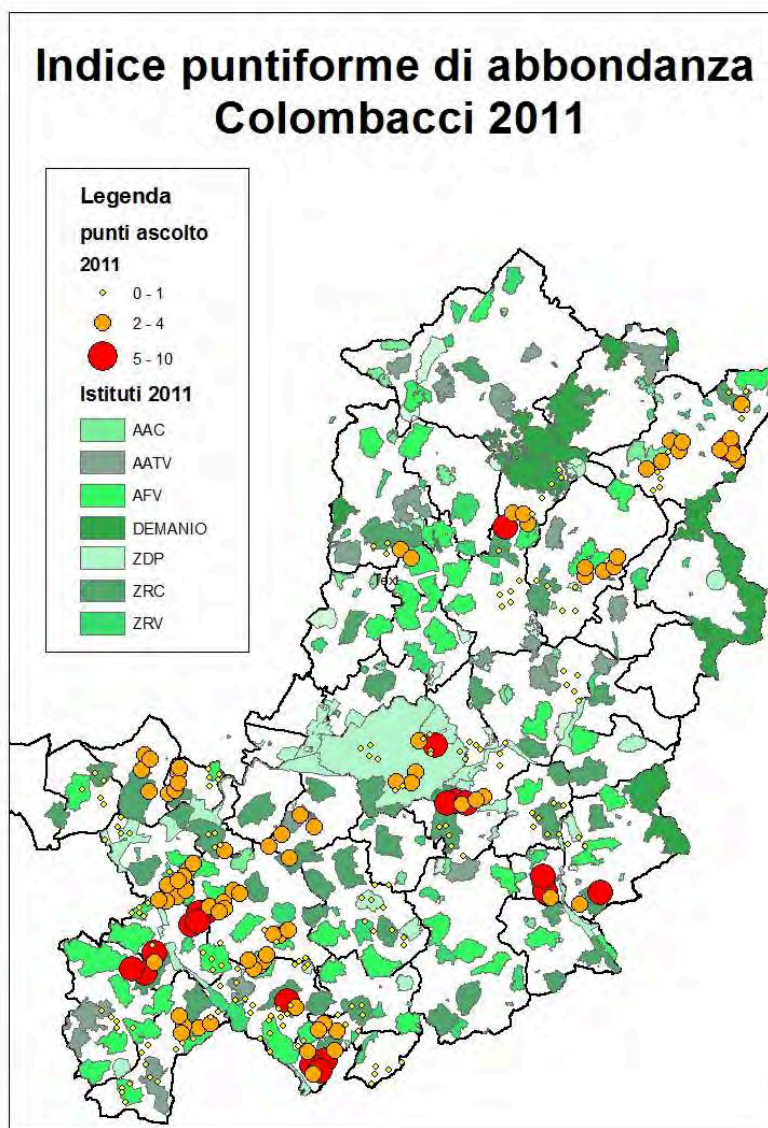 Indice puntiforme di abbondanza
Colombacci 2011
Legenda
punti ascolto
2011
0 - 1
2 - 4
5 - 10
Istituti 2011
AAC
AATV
AFV
DEMANIO
ZDP
ZRC
ZRV
Text